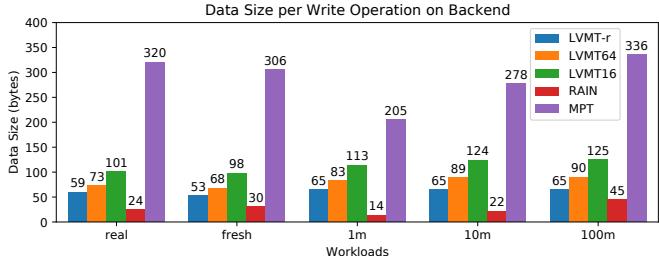 Data Size per Write Operation on Backend
Data Size (bytes)
400
350
300
250
200
150
100
50
0
59 73 101 24 320
53 68 98 30 306
65 83 113 14 205
65 89 124 22 278
65 90 125 45 336
LVMT-r
LVMT64
LVMT16
RAIN
MPT
real fresh 1m 10m 100m
Workloads